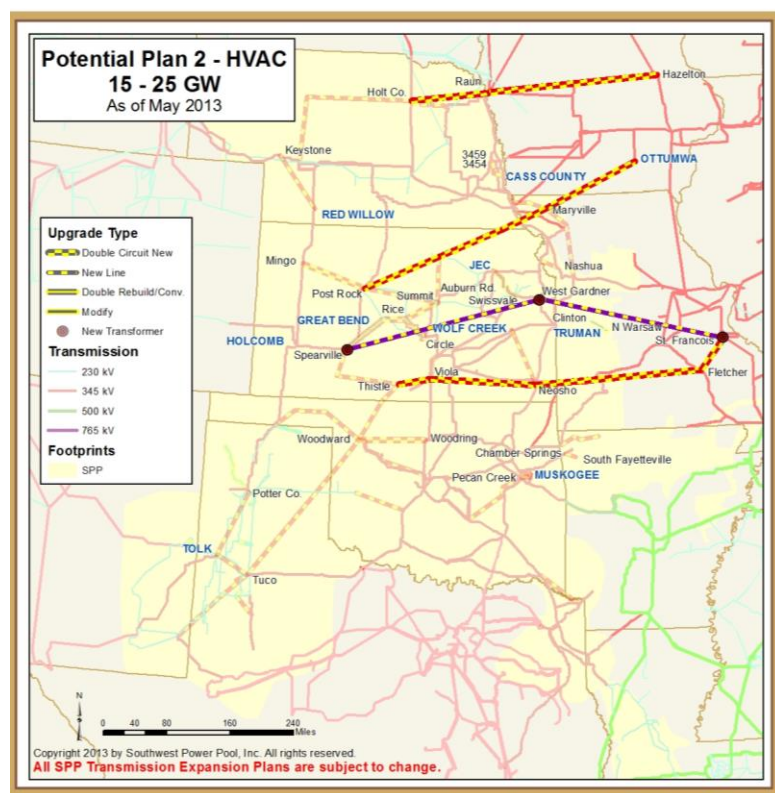 Potential Plan 2 - HVAC
15 - 25 GW
As of May 2013
Hazelton
Raun
Holt Co.
Keystone
3459
3454
OTTUMWA
CASS COUNTY
RED WILLOW
Maryville
Upgrade Type
Double Circuit New
New Line
Double Rebuild/Conv.
Modify
New Transformer
Transmission
230 kV
345 kV
500 kV
765 kV
Footprints
SPP
Mingo
JEC
Nashua
Post Rock
Summit
Auburn Rd.
Swissvale
West Gardner
Rice
GREAT BEND
WOLF CREEK
Clinton
TRUMAN
N Warsaw
St. Francois
HOLCOMB
Circle
Spearville
Thistle
Viola
Neosho
Fletcher
Woodward
Woodring
Chamber Springs
South Fayetteville
Pecan Creek
MUSKOGEE
Potter Co.
TOLK
Tuco
N
0 40 80 160 240
Miles
Copyright 2013 by Southwest Power Pool, Inc. All rights reserved.
All SPP Transmission Expansion Plans are subject to change.